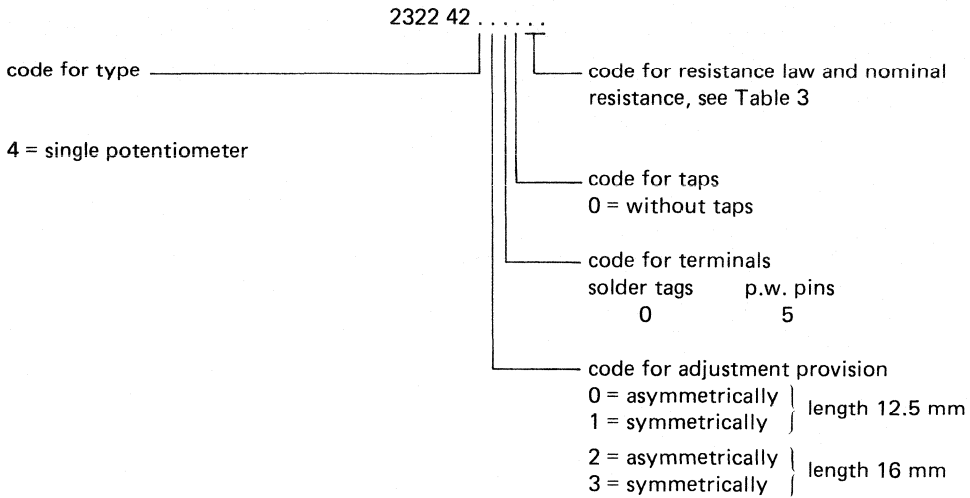 2322 42 . . . . . .
code for type
code for resistance law and nominal
resistance, see Table 3
4 = single potentiometer
code for taps
0 = without taps
code for terminals
solder tags p.w. pins
0 5
code for adjustment provision
0 = asymmetrically
1 = symmetrically
length 12.5 mm
2 = asymmetrically
3 = symmetrically
length 16 mm